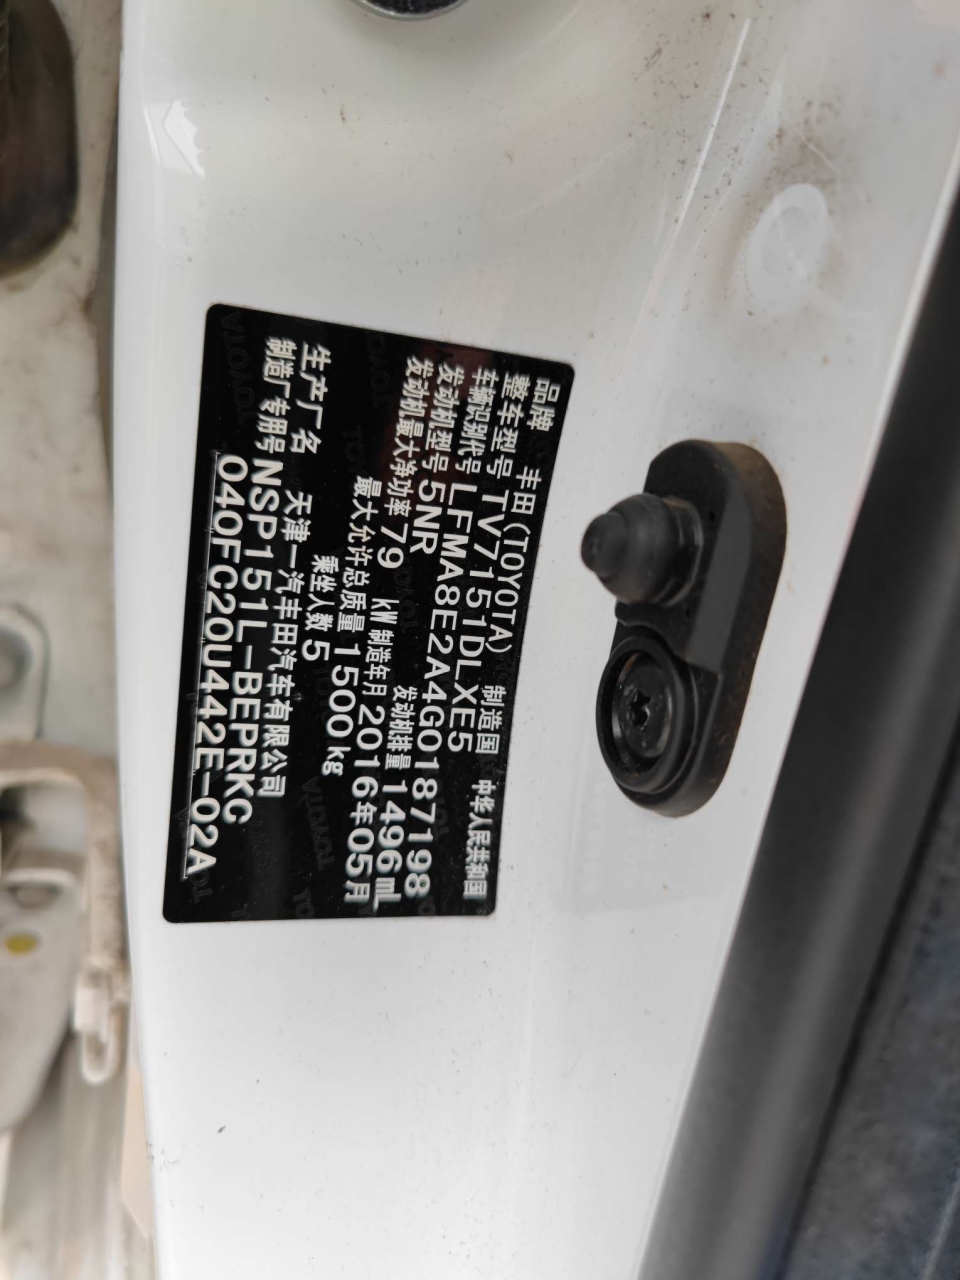 品牌 丰田(TOYOTA) 制造国 中华人民共和国
整车型号 TV7151DLXE5
车辆识别代号 LFMA8E2A4G0187198
发动机型号 5NR 发动机排量 1496mL
发动机最大净功率 79 kW 制造年月 2016年05月
最大允许总质量 1500kg
乘坐人数 5
生产厂名 天津一汽丰田汽车有限公司
制造厂专用号 NSP151L-BEPRKC
040FC20U442E-02A